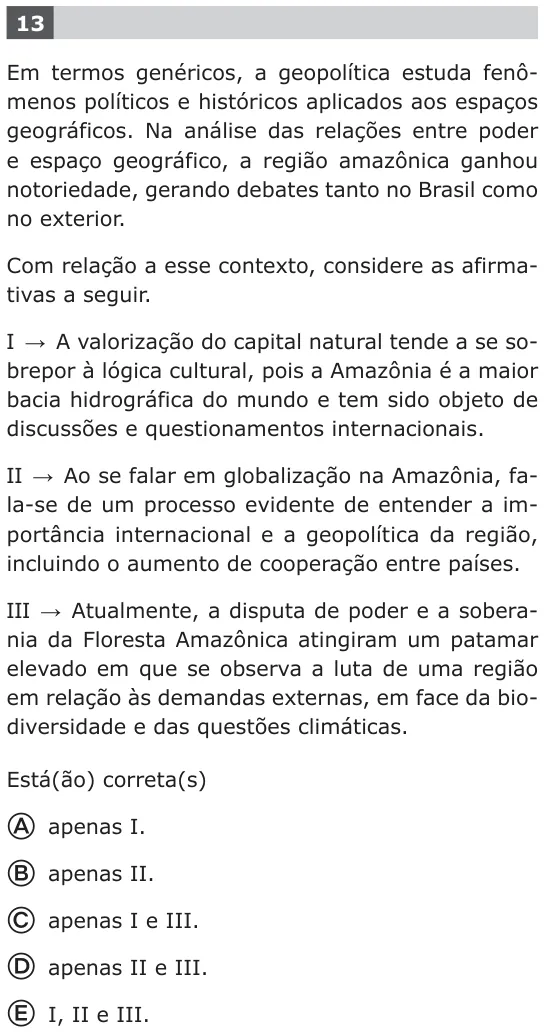 13
Em termos genéricos, a geopolítica estuda fenô-
menos políticos e históricos aplicados aos espaços
geográficos. Na análise das relações entre poder
e espaço geográfico, a região amazônica ganhou
notoriedade, gerando debates tanto no Brasil como
no exterior.
Com relação a esse contexto, considere as afirma-
tivas a seguir.
I → A valorização do capital natural tende a se so-
brepor à lógica cultural, pois a Amazônia é a maior
bacia hidrográfica do mundo e tem sido objeto de
discussões e questionamentos internacionais.
II → Ao se falar em globalização na Amazônia, fa-
la-se de um processo evidente de entender a im-
portância internacional e a geopolítica da região,
incluindo o aumento de cooperação entre países.
III → Atualmente, a disputa de poder e a sobera-
nia da Floresta Amazônica atingiram um patamar
elevado em que se observa a luta de uma região
em relação às demandas externas, em face da bio-
diversidade e das questões climáticas.
Está(ão) correta(s)
A apenas I.
B apenas II.
C apenas I e III.
D apenas II e III.
E I, II e III.